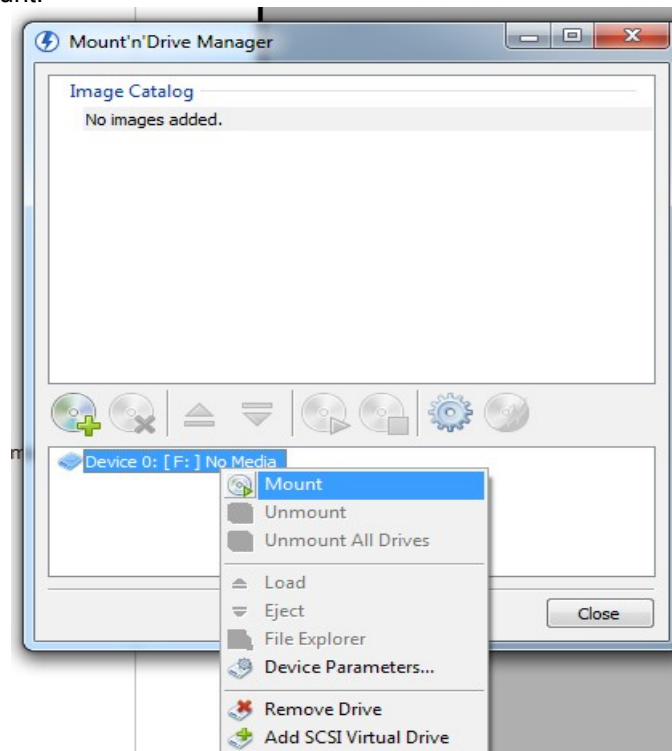 unt.
Mount'n'Drive Manager
Image Catalog
No images added.
m
Device 0: [ F: ] No Media
Mount
Unmount
Unmount All Drives
Load
Eject
File Explorer
Device Parameters...
Remove Drive
Add SCSI Virtual Drive
Close